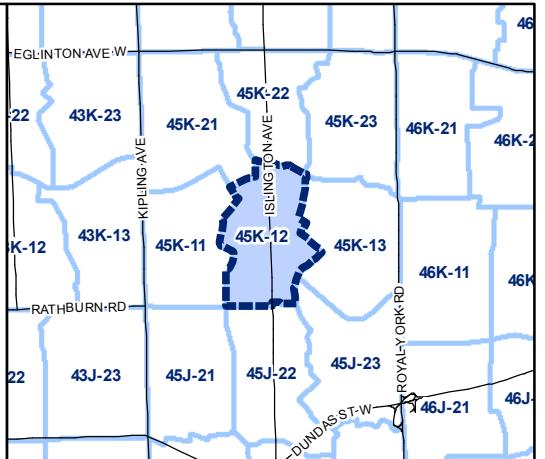 46
EGLINTON AVE W
45K-22
-22
43K-23
45K-21
45K-23
46K-21
46K-2
KIPLING AVE
ISLINGTON AVE
K-12
43K-13
45K-11
45K-12
45K-13
46K-11
46K
RATHBURN RD
ROYAL YORK RD
22
43J-23
45J-21
45J-22
45J-23
46J-21
46J-
DUNDAS ST W